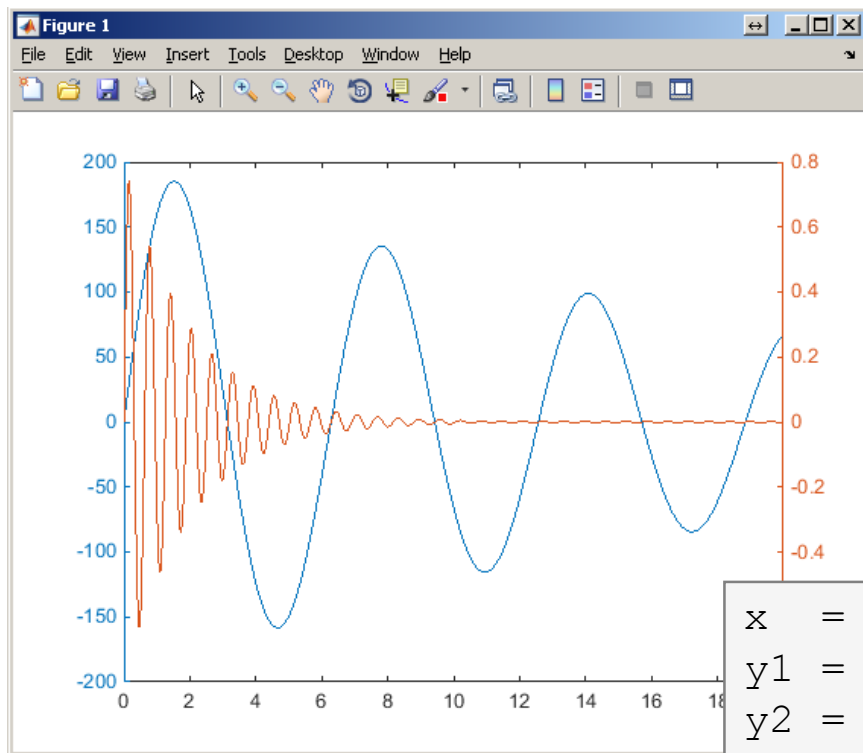 Figure 1
File Edit View Insert Tools Desktop Window Help
200 0.8
150 0.6
100 0.4
50 0.2
0 0
-50 -0.2
-100 -0.4
-150
-200
0 2 4 6 8 10 12 14 16 18
x =
y1 =
y2 =